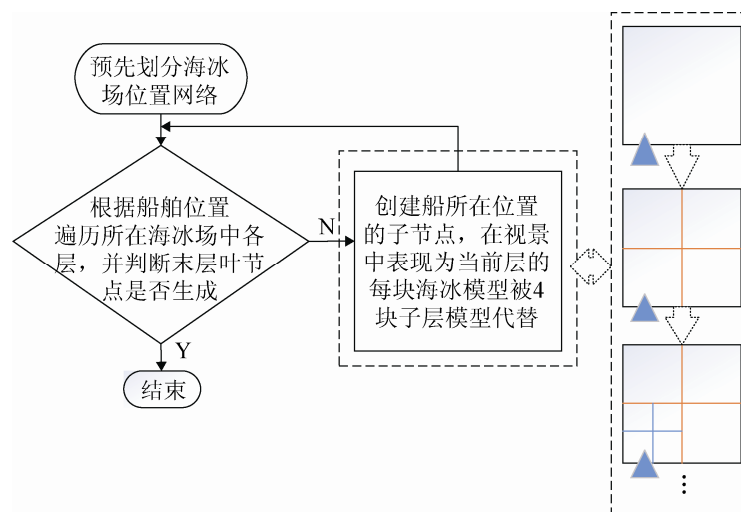 预先划分海冰
场位置网络
根据船舶位置
遍历所在海冰场中各
层，并判断末层叶节
点是否生成
N
创建船所在位置
的子节点，在视景
中表现为当前层的
每块海冰模型被4
块子层模型代替
Y
结束